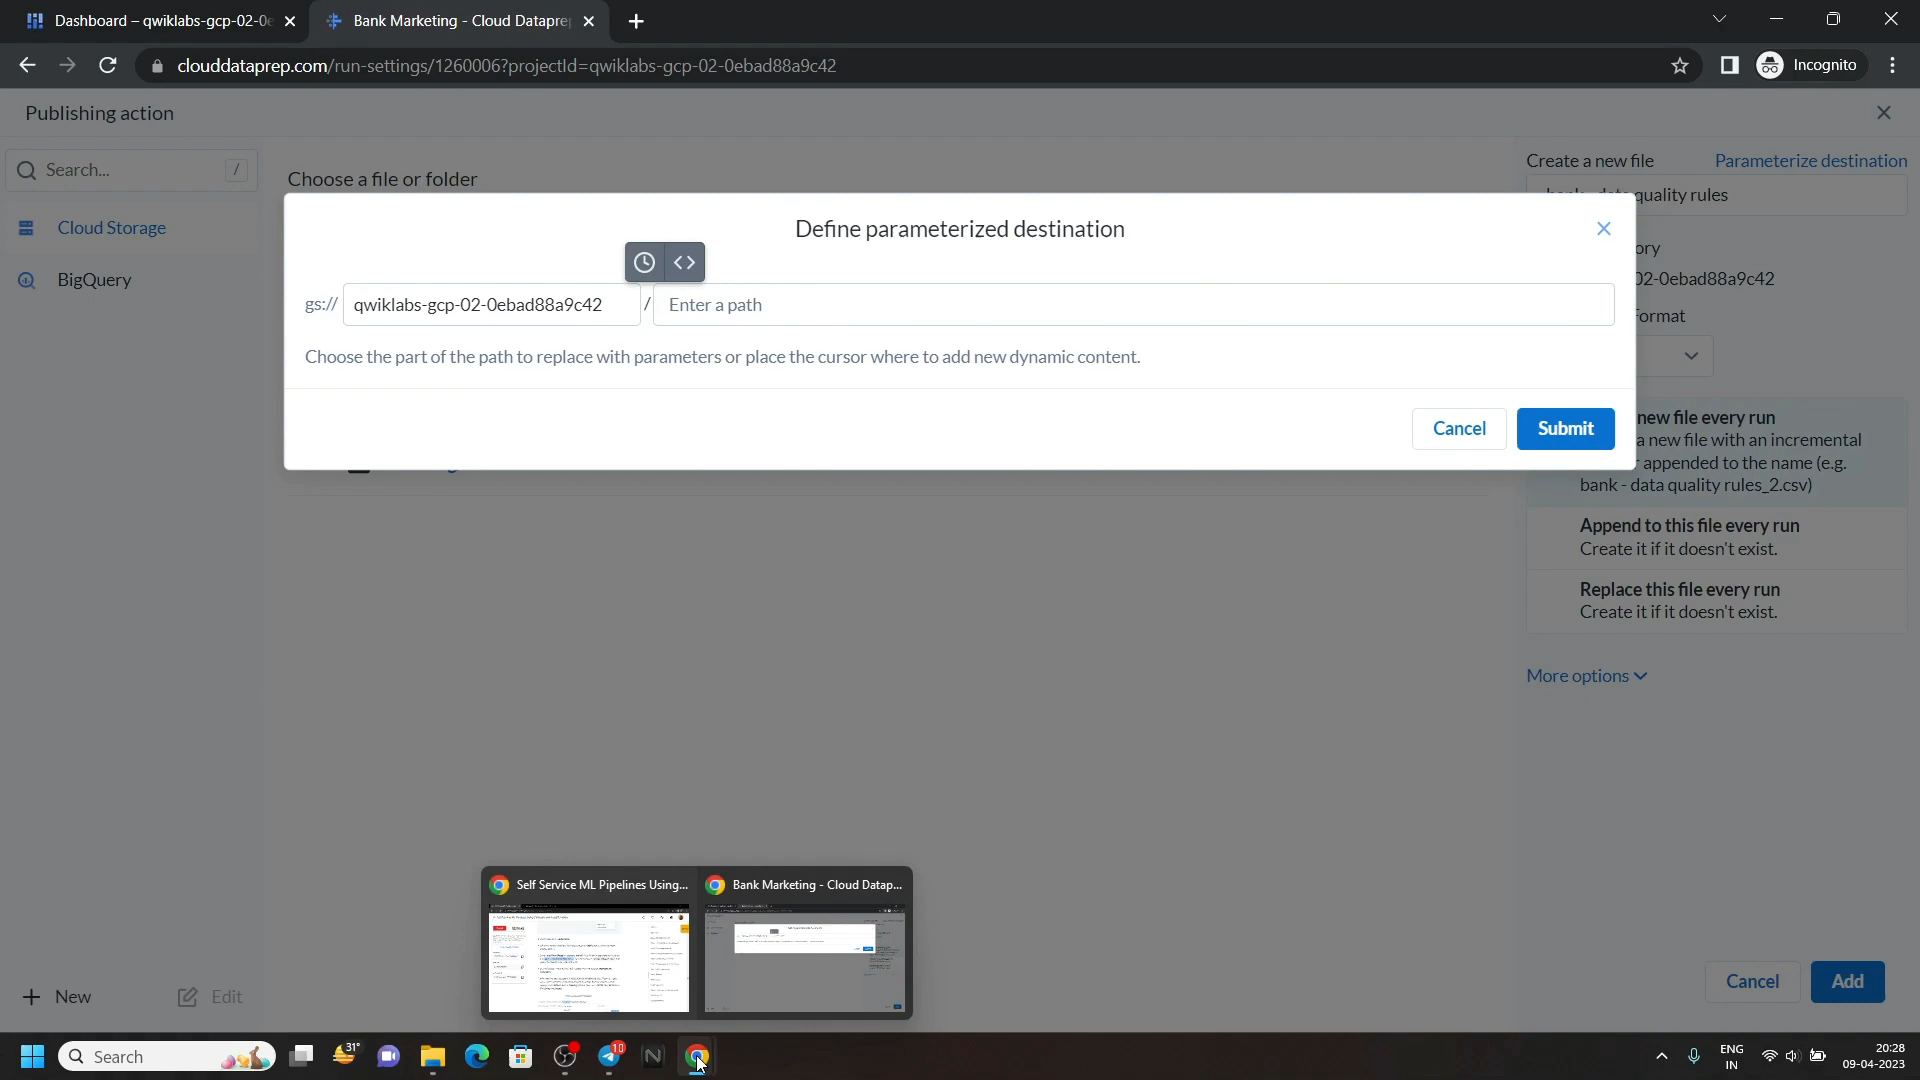 Dashboard – qwiklabs-gcp-02-0e
Bank Marketing - Cloud Datapre
clouddataprep.com/run-settings/1260006?projectId=qwiklabs-gcp-02-0ebad88a9c42
Incognito
Publishing action
Search...
/
Choose a file or folder
Create a new file
Parameterize destination
quality rules
Cloud Storage
BigQuery
Define parameterized destination
gs://
qwiklabs-gcp-02-0ebad88a9c42
/
Enter a path
Choose the part of the path to replace with parameters or place the cursor where to add new dynamic content.
Cancel
Submit
ory
02-0ebad88a9c42
Format
new file every run
a new file with an incremental
appended to the name (e.g.
bank - data quality rules_2.csv)
Append to this file every run
Create it if it doesn't exist.
Replace this file every run
Create it if it doesn't exist.
More options
Self Service ML Pipelines Using...
Bank Marketing - Cloud Datap...
New
Edit
Cancel
Add
Search
31°
10
ENG
IN
20:28
09-04-2023